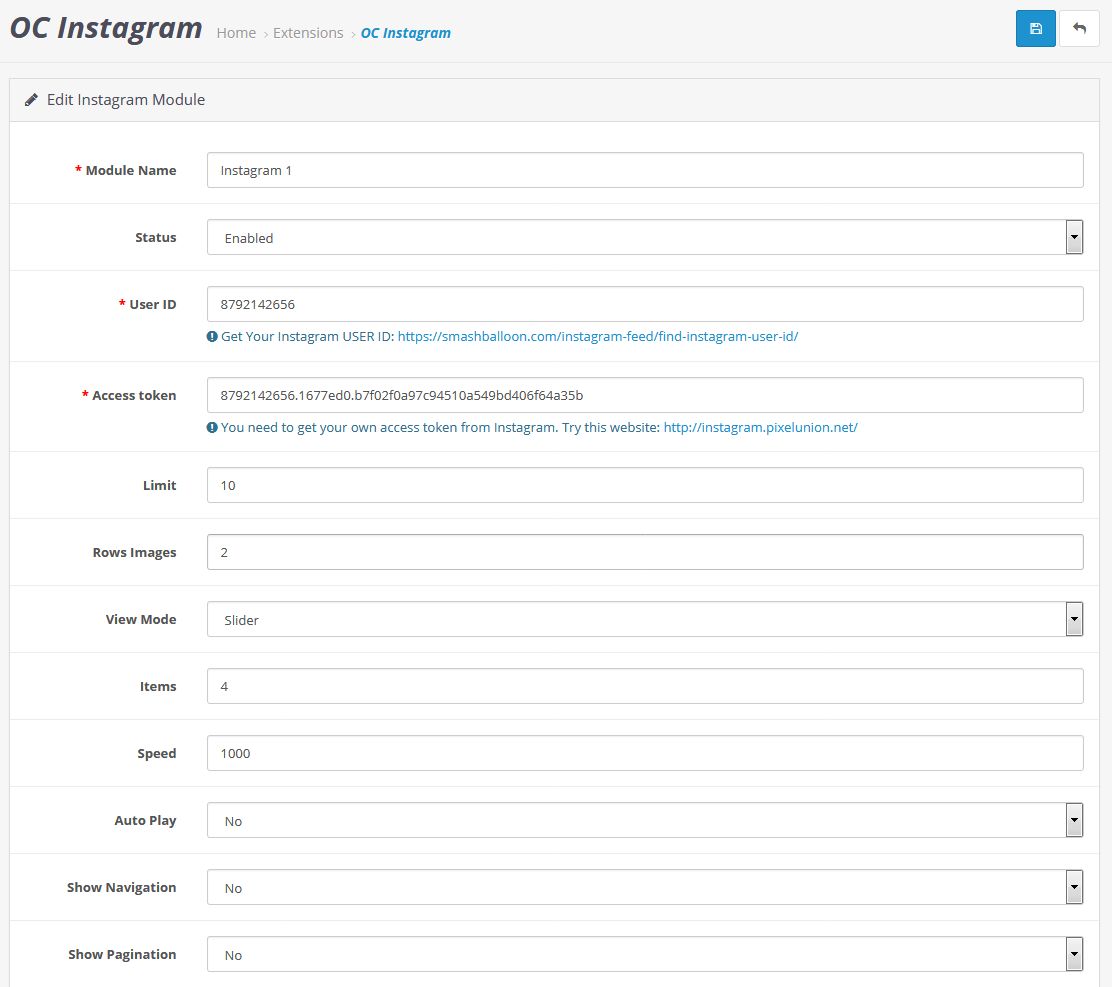 OC Instagram Home › Extensions › OC Instagram
Edit Instagram Module
* Module Name Instagram 1
Status Enabled
* User ID 8792142656
Get Your Instagram USER ID: https://smashballoon.com/instagram-feed/find-instagram-user-id/
* Access token 8792142656.1677ed0.b7f02f0a97c94510a549bd406f64a35b
You need to get your own access token from Instagram. Try this website: http://instagram.pixelunion.net/
Limit 10
Rows Images 2
View Mode Slider
Items 4
Speed 1000
Auto Play No
Show Navigation No
Show Pagination No